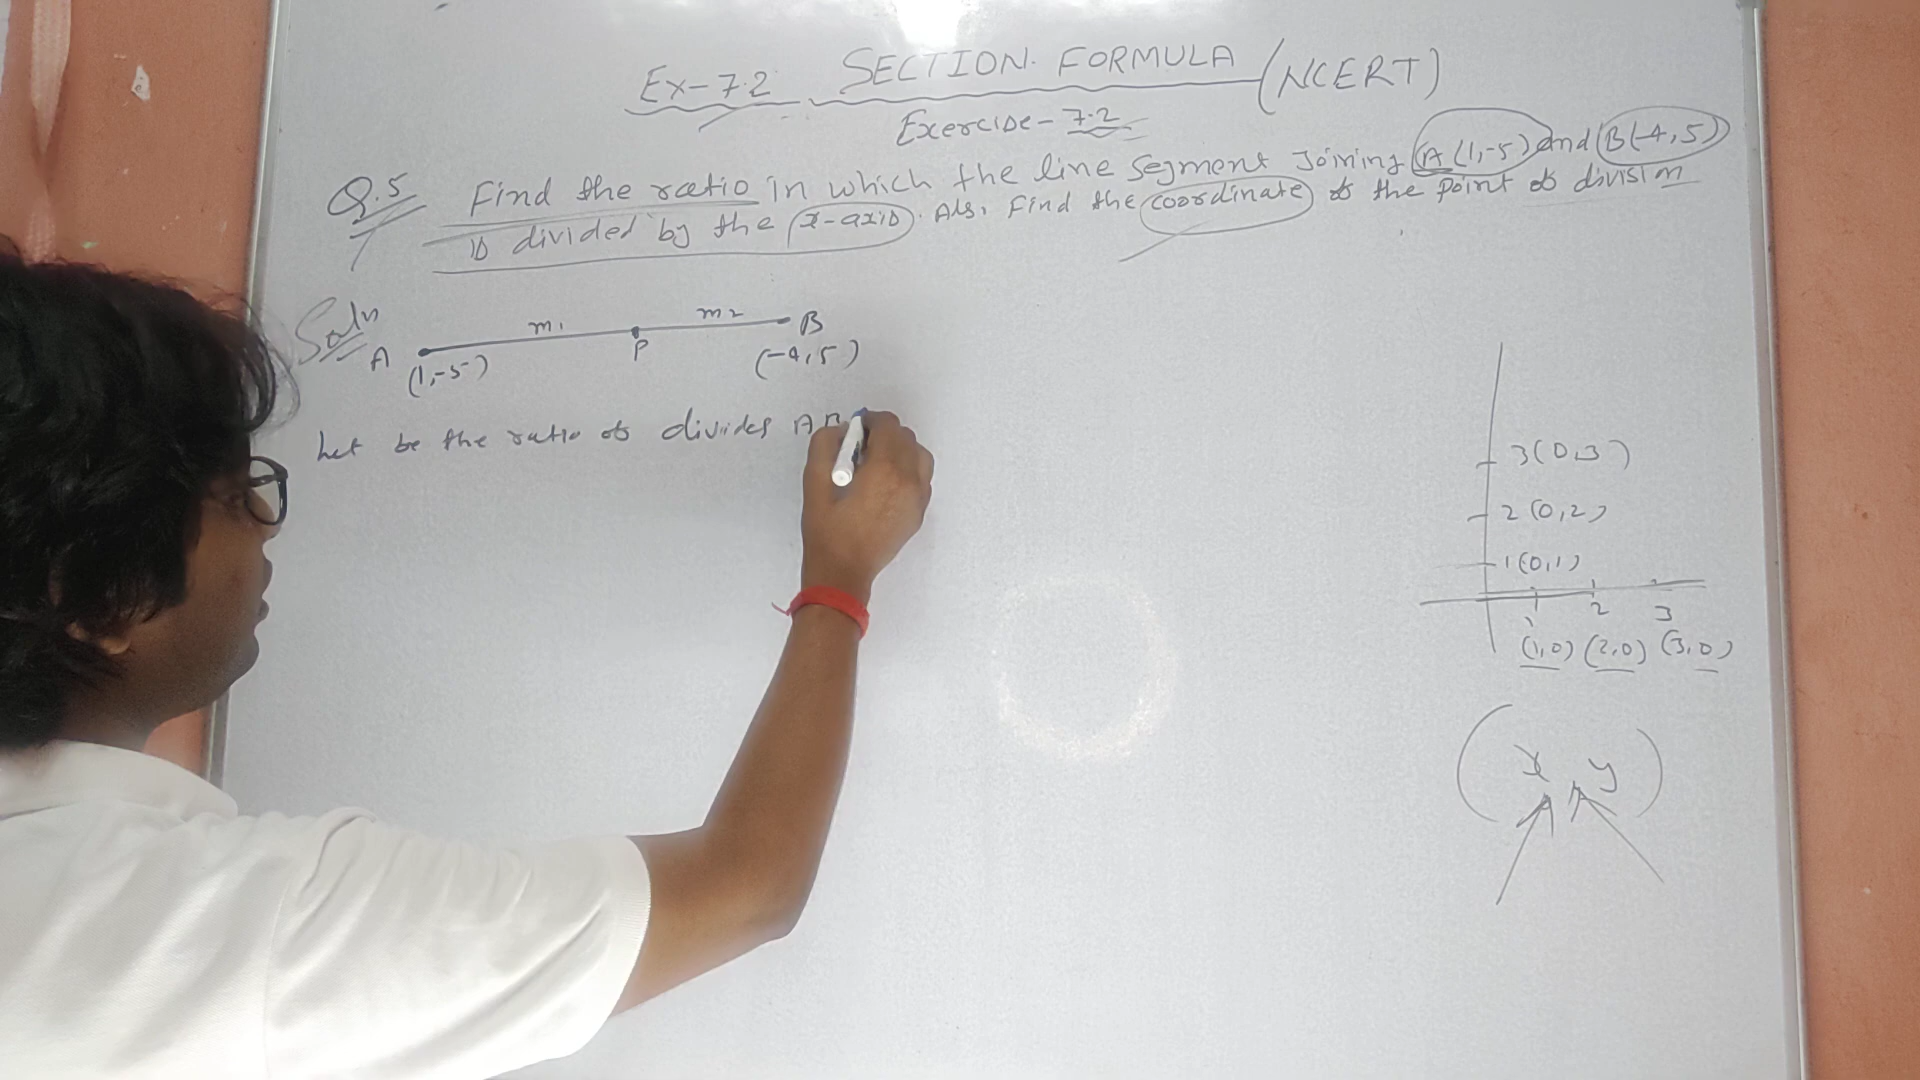 Ex-7.2 SECTION FORMULA (NCERT)
Exercise-7.2
Q.5 Find the ratio in which the line segment Joining A(1,-5) and B(-4,5)
is divided by the x-axis. Also Find the coordinate of the point of division
Soln
m1 m2
A P B
(1,-5) (-4,5)
Let be the ratio of divides AB
3(0,3)
2(0,2)
1(0,1)
1 2 3
(1,0) (2,0) (3,0)
(x, y)